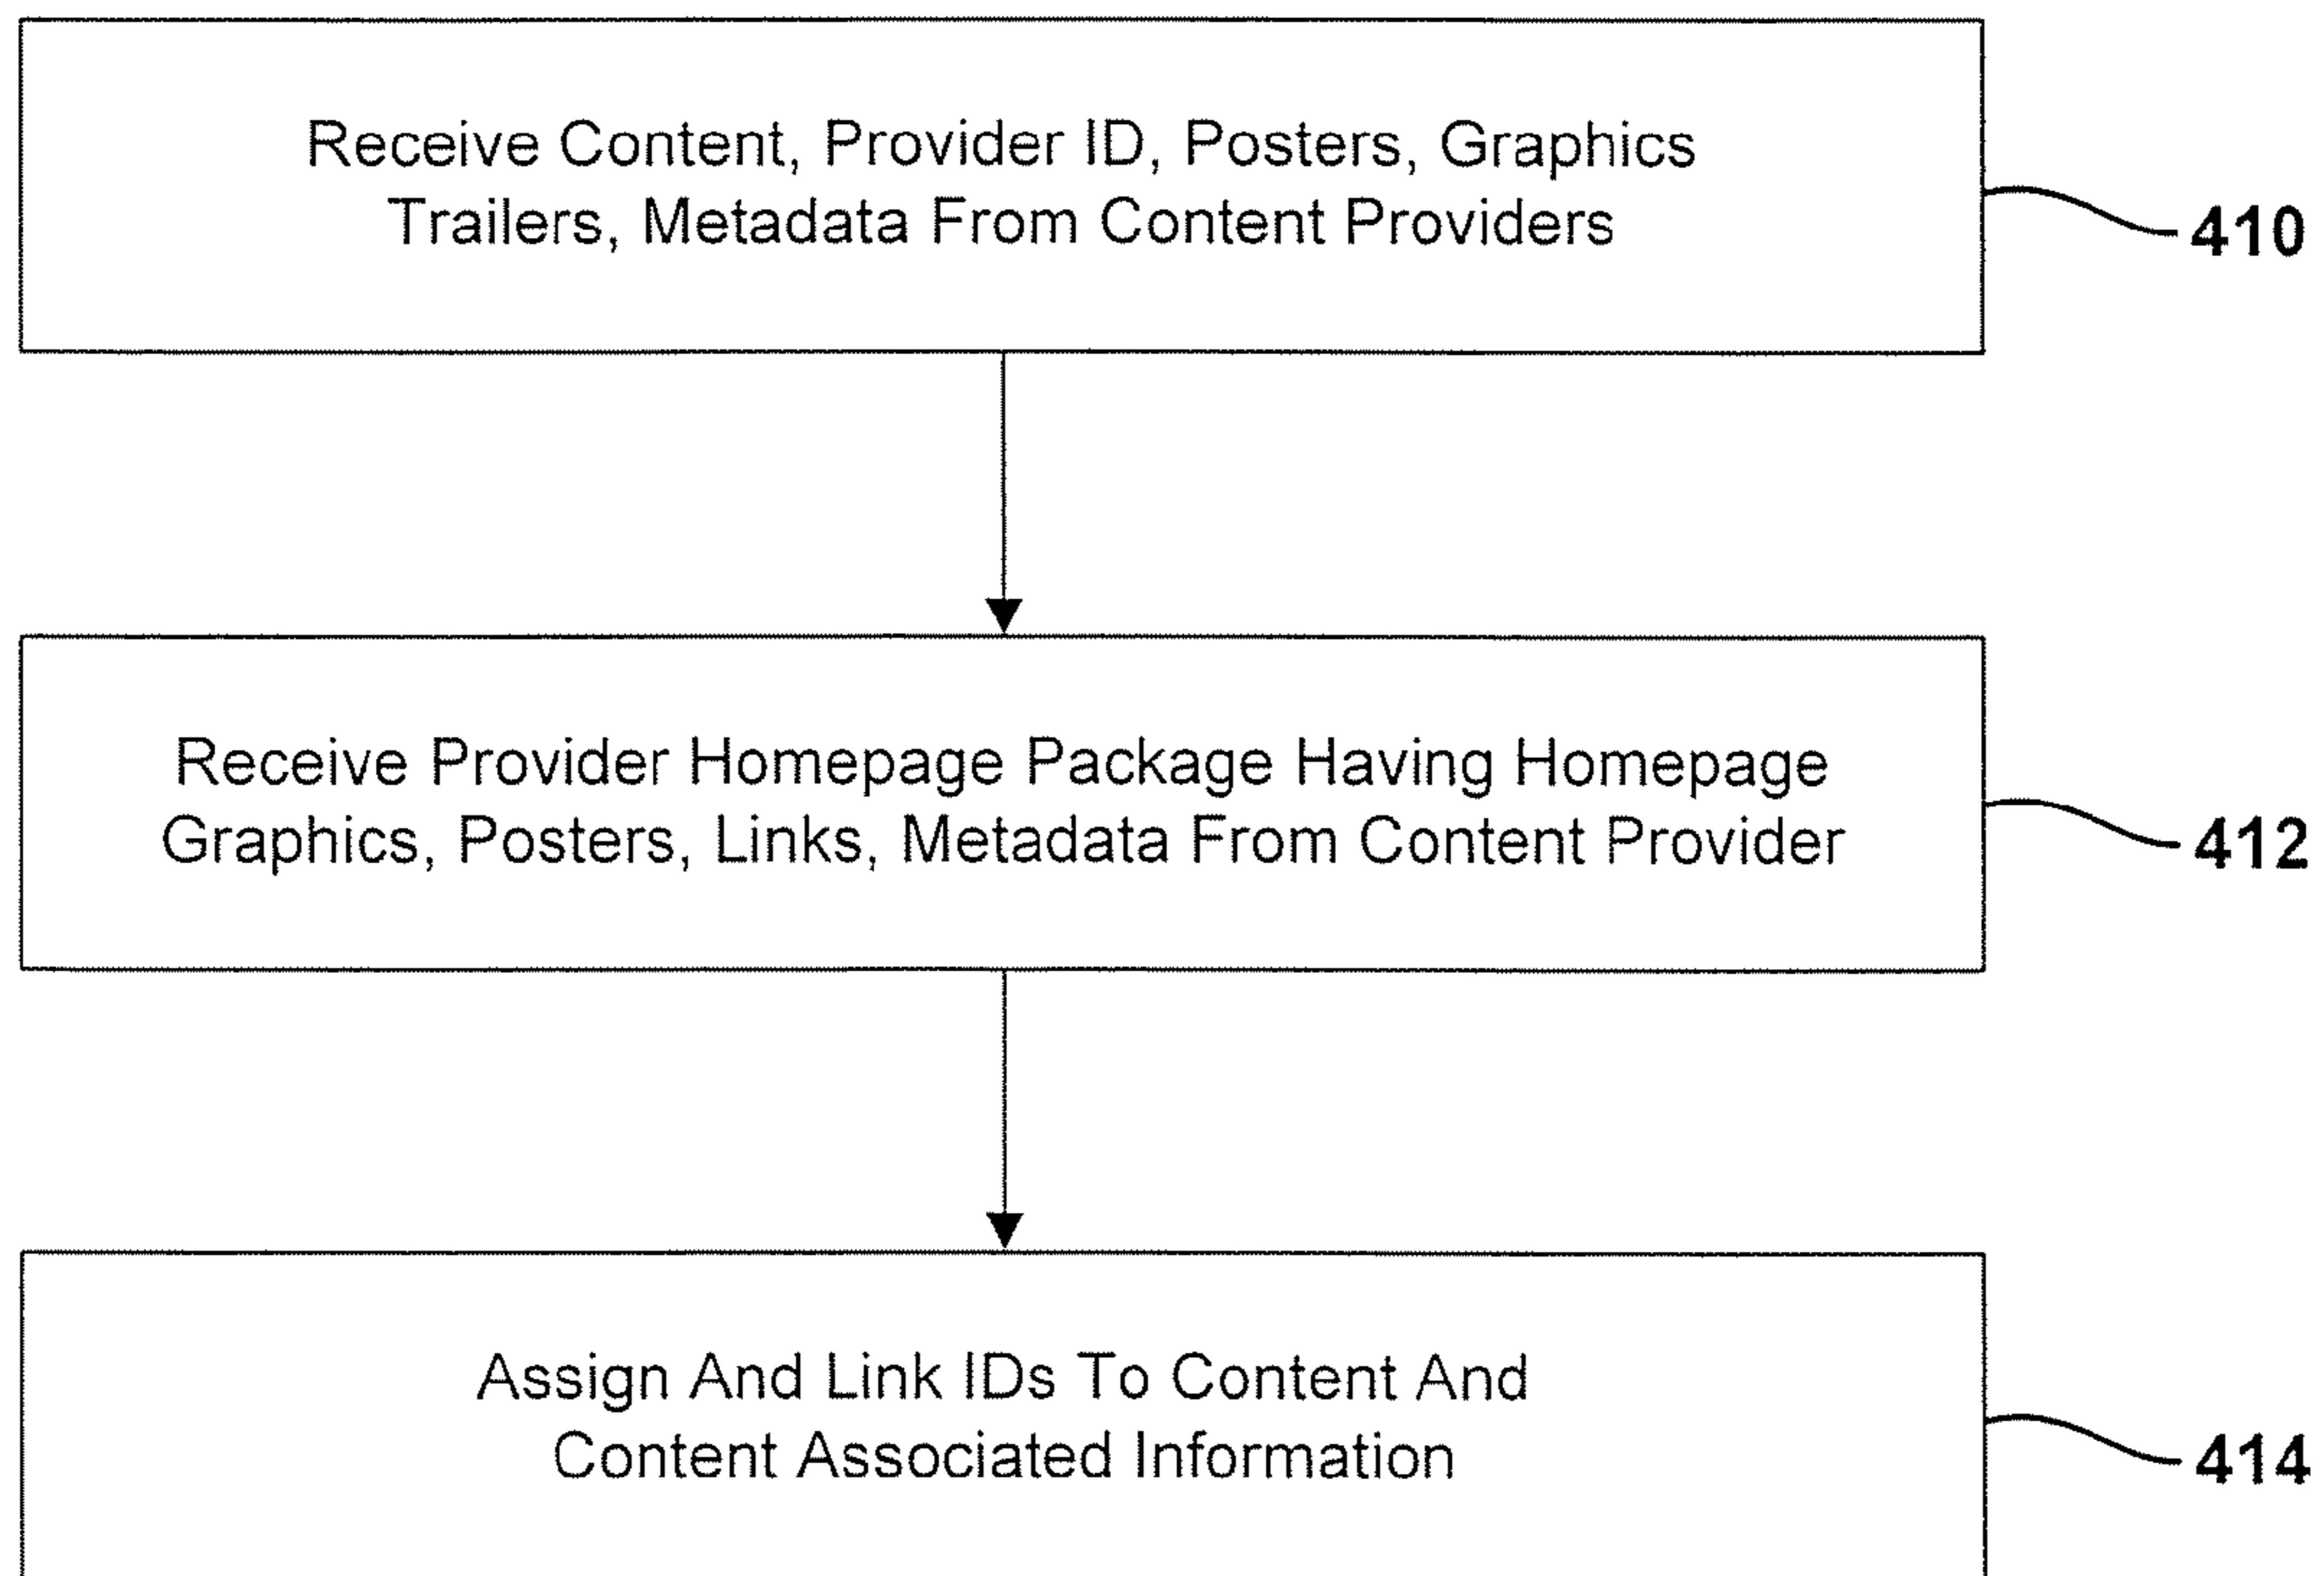 Receive Content, Provider ID, Posters, Graphics
Trailers, Metadata From Content Providers
410
Receive Provider Homepage Package Having Homepage
Graphics, Posters, Links, Metadata From Content Provider
412
Assign And Link IDs To Content And
Content Associated Information
414